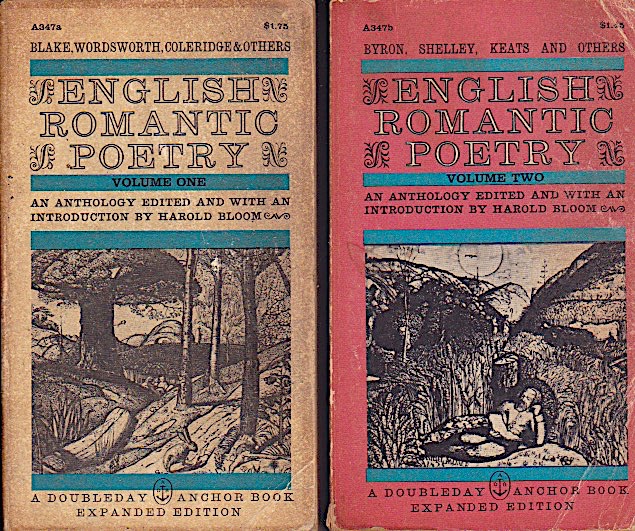 A347a $1.75
BLAKE, WORDSWORTH, COLERIDGE & OTHERS
ENGLISH
ROMANTIC
POETRY
VOLUME ONE
AN ANTHOLOGY EDITED AND WITH AN
INTRODUCTION BY HAROLD BLOOM
A DOUBLEDAY ANCHOR BOOK
EXPANDED EDITION
A347b
BYRON, SHELLEY, KEATS AND OTHERS
ENGLISH
ROMANTIC
POETRY
VOLUME TWO
AN ANTHOLOGY EDITED AND WITH AN
INTRODUCTION BY HAROLD BLOOM
A DOUBLEDAY ANCHOR BOOK
EXPANDED EDITION